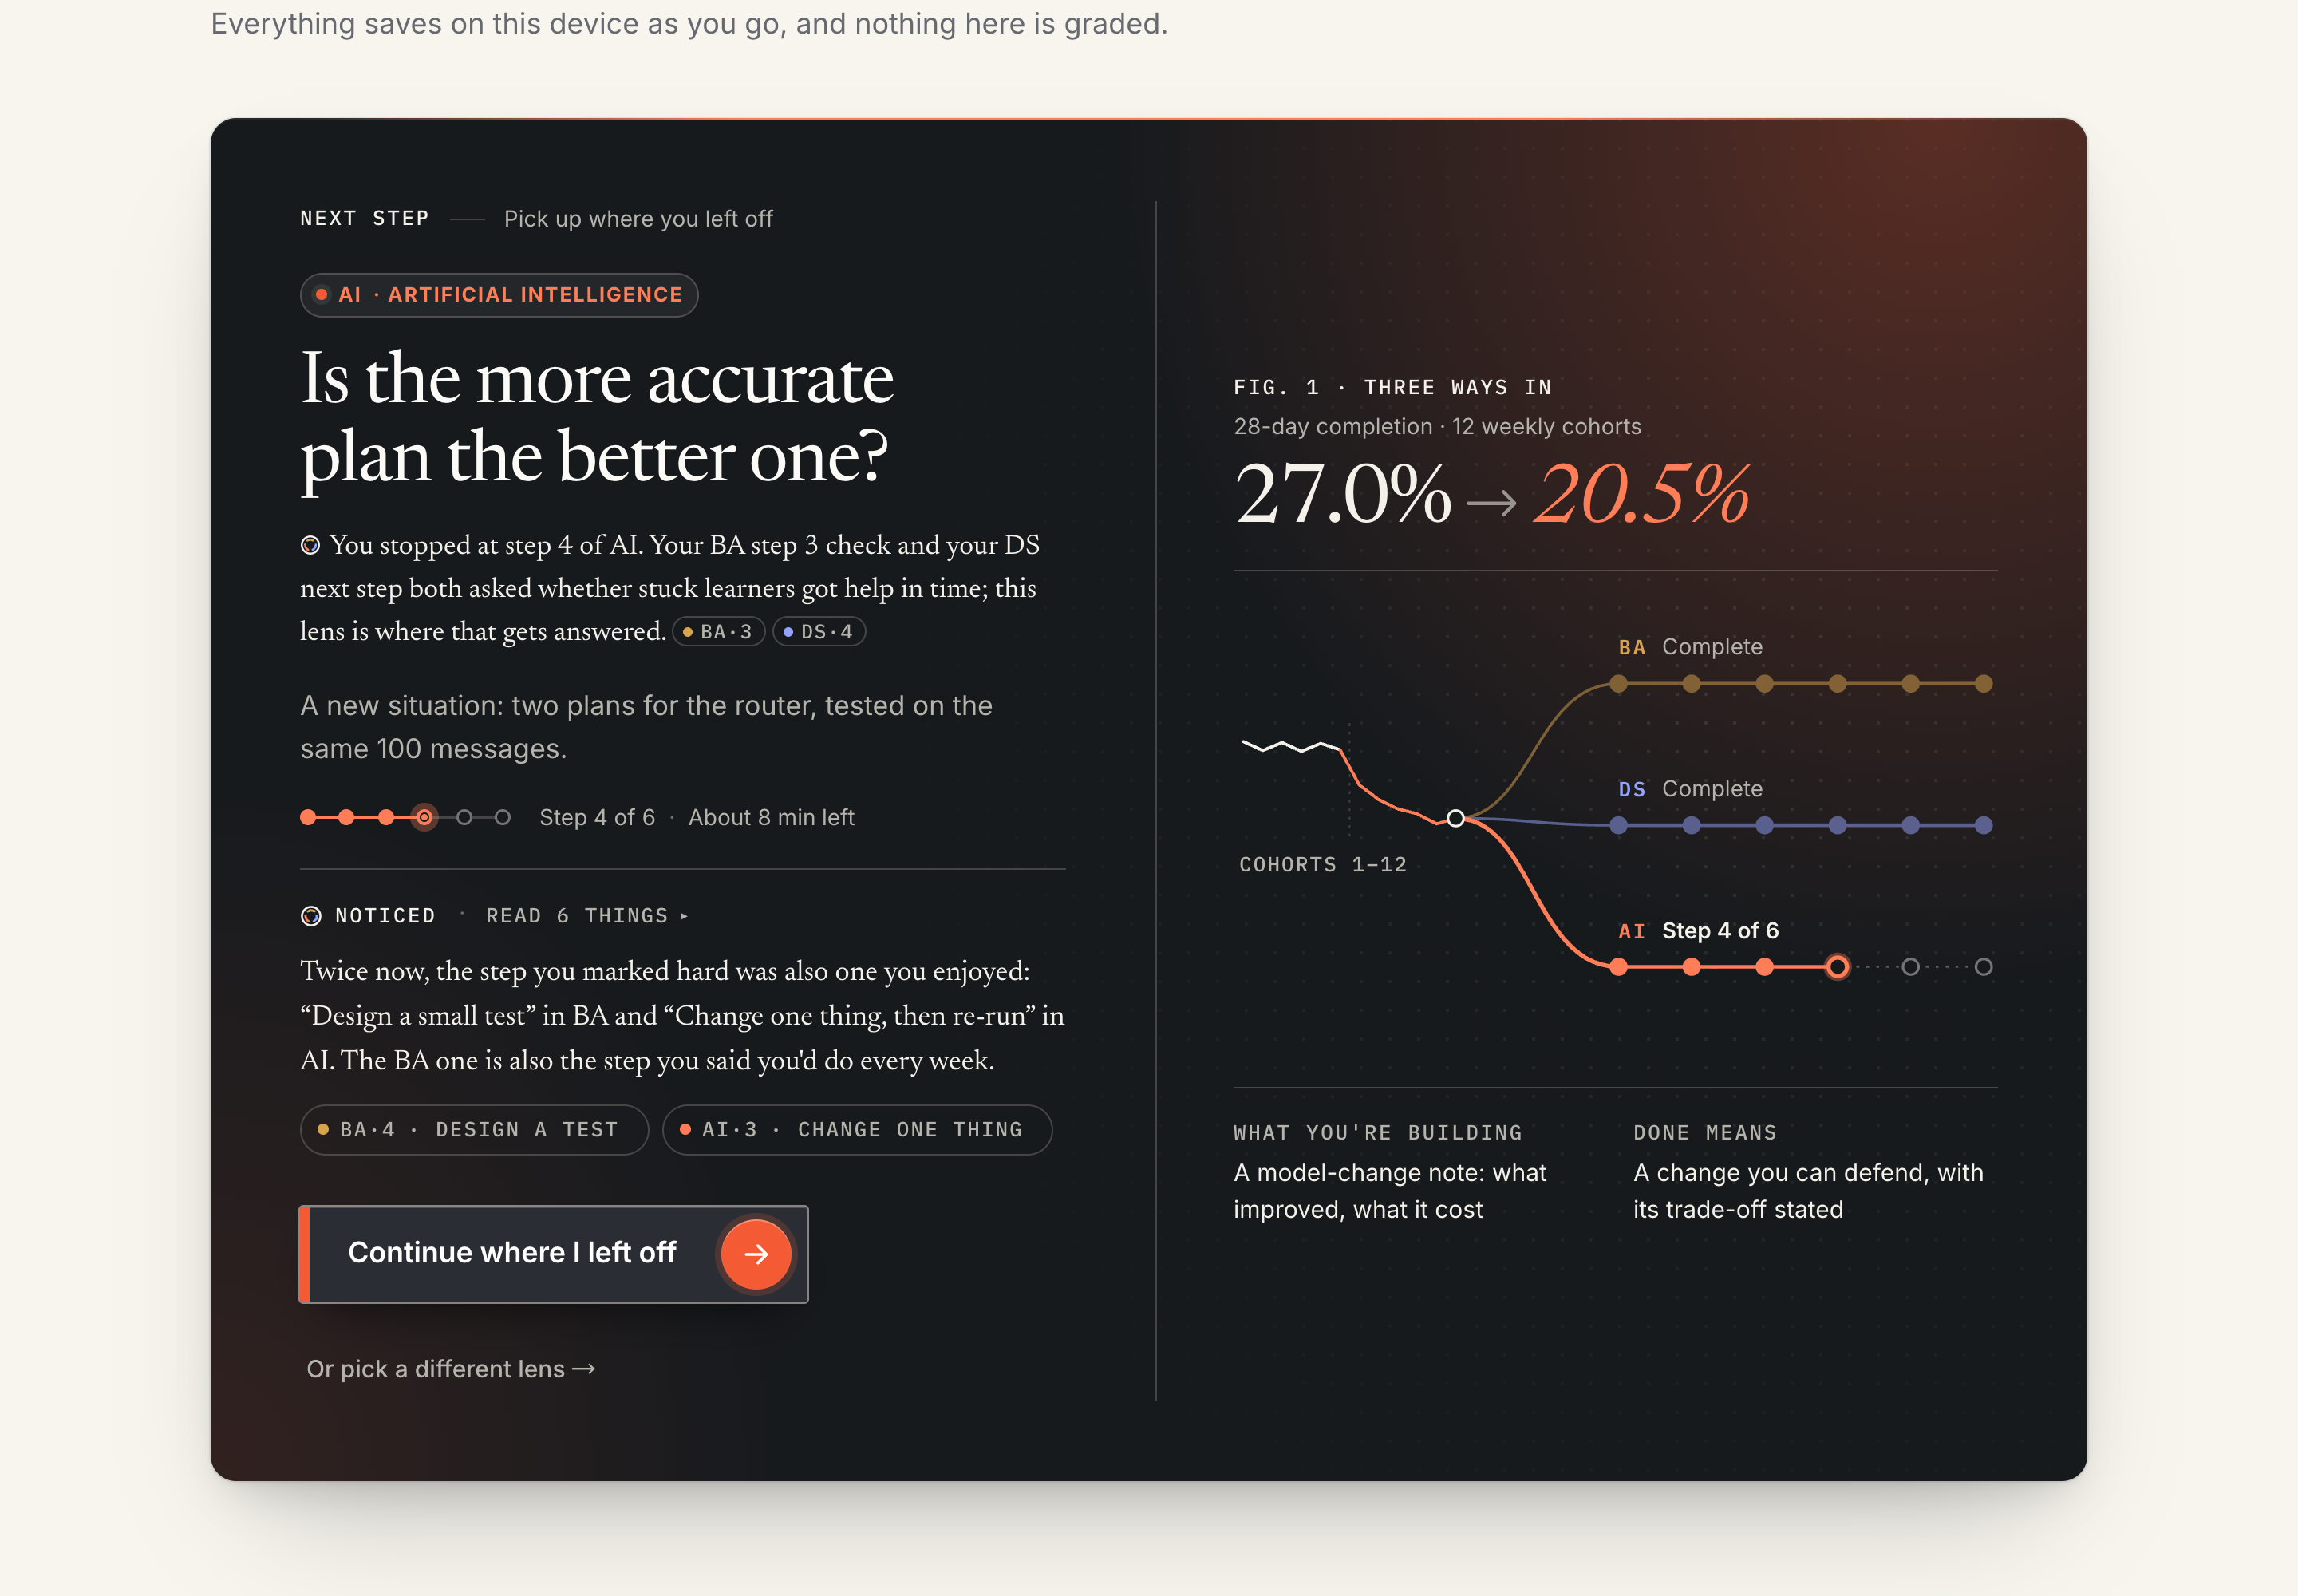 Everything saves on this device as you go, and nothing here is graded.
NEXT STEP — Pick up where you left off
AI · ARTIFICIAL INTELLIGENCE
Is the more accurate
plan the better one?
You stopped at step 4 of AI. Your BA step 3 check and your DS
next step both asked whether stuck learners got help in time; this
lens is where that gets answered. BA·3 DS·4
A new situation: two plans for the router, tested on the
same 100 messages.
Step 4 of 6 · About 8 min left
NOTICED · READ 6 THINGS ▸
Twice now, the step you marked hard was also one you enjoyed:
“Design a small test” in BA and “Change one thing, then re-run” in
AI. The BA one is also the step you said you'd do every week.
BA·4 · DESIGN A TEST
AI·3 · CHANGE ONE THING
Continue where I left off →
Or pick a different lens →
FIG. 1 · THREE WAYS IN
28-day completion · 12 weekly cohorts
27.0% → 20.5%
BA Complete
DS Complete
COHORTS 1–12
AI Step 4 of 6
WHAT YOU'RE BUILDING
A model-change note: what
improved, what it cost
DONE MEANS
A change you can defend, with
its trade-off stated